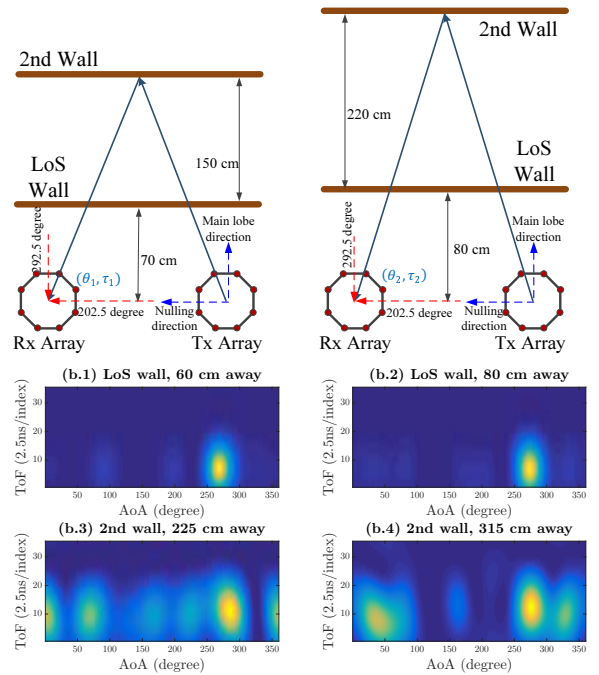 2nd Wall
150 cm
LoS
Wall
292.5 degree
70 cm
Main lobe
direction
(θ₁, τ₁)
202.5 degree
Nulling
direction
Rx Array
Tx Array
2nd Wall
220 cm
LoS
Wall
292.5 degree
80 cm
Main lobe
direction
(θ₂, τ₂)
202.5 degree
Nulling
direction
Rx Array
Tx Array
(b.1) LoS wall, 60 cm away
ToF (2.5ns/index)
30
20
10
50 100 150 200 250 300 350
AoA (degree)
(b.2) LoS wall, 80 cm away
ToF (2.5ns/index)
30
20
10
50 100 150 200 250 300 350
AoA (degree)
(b.3) 2nd wall, 225 cm away
ToF (2.5ns/index)
30
20
10
50 100 150 200 250 300 350
AoA (degree)
(b.4) 2nd wall, 315 cm away
ToF (2.5ns/index)
30
20
10
50 100 150 200 250 300 350
AoA (degree)